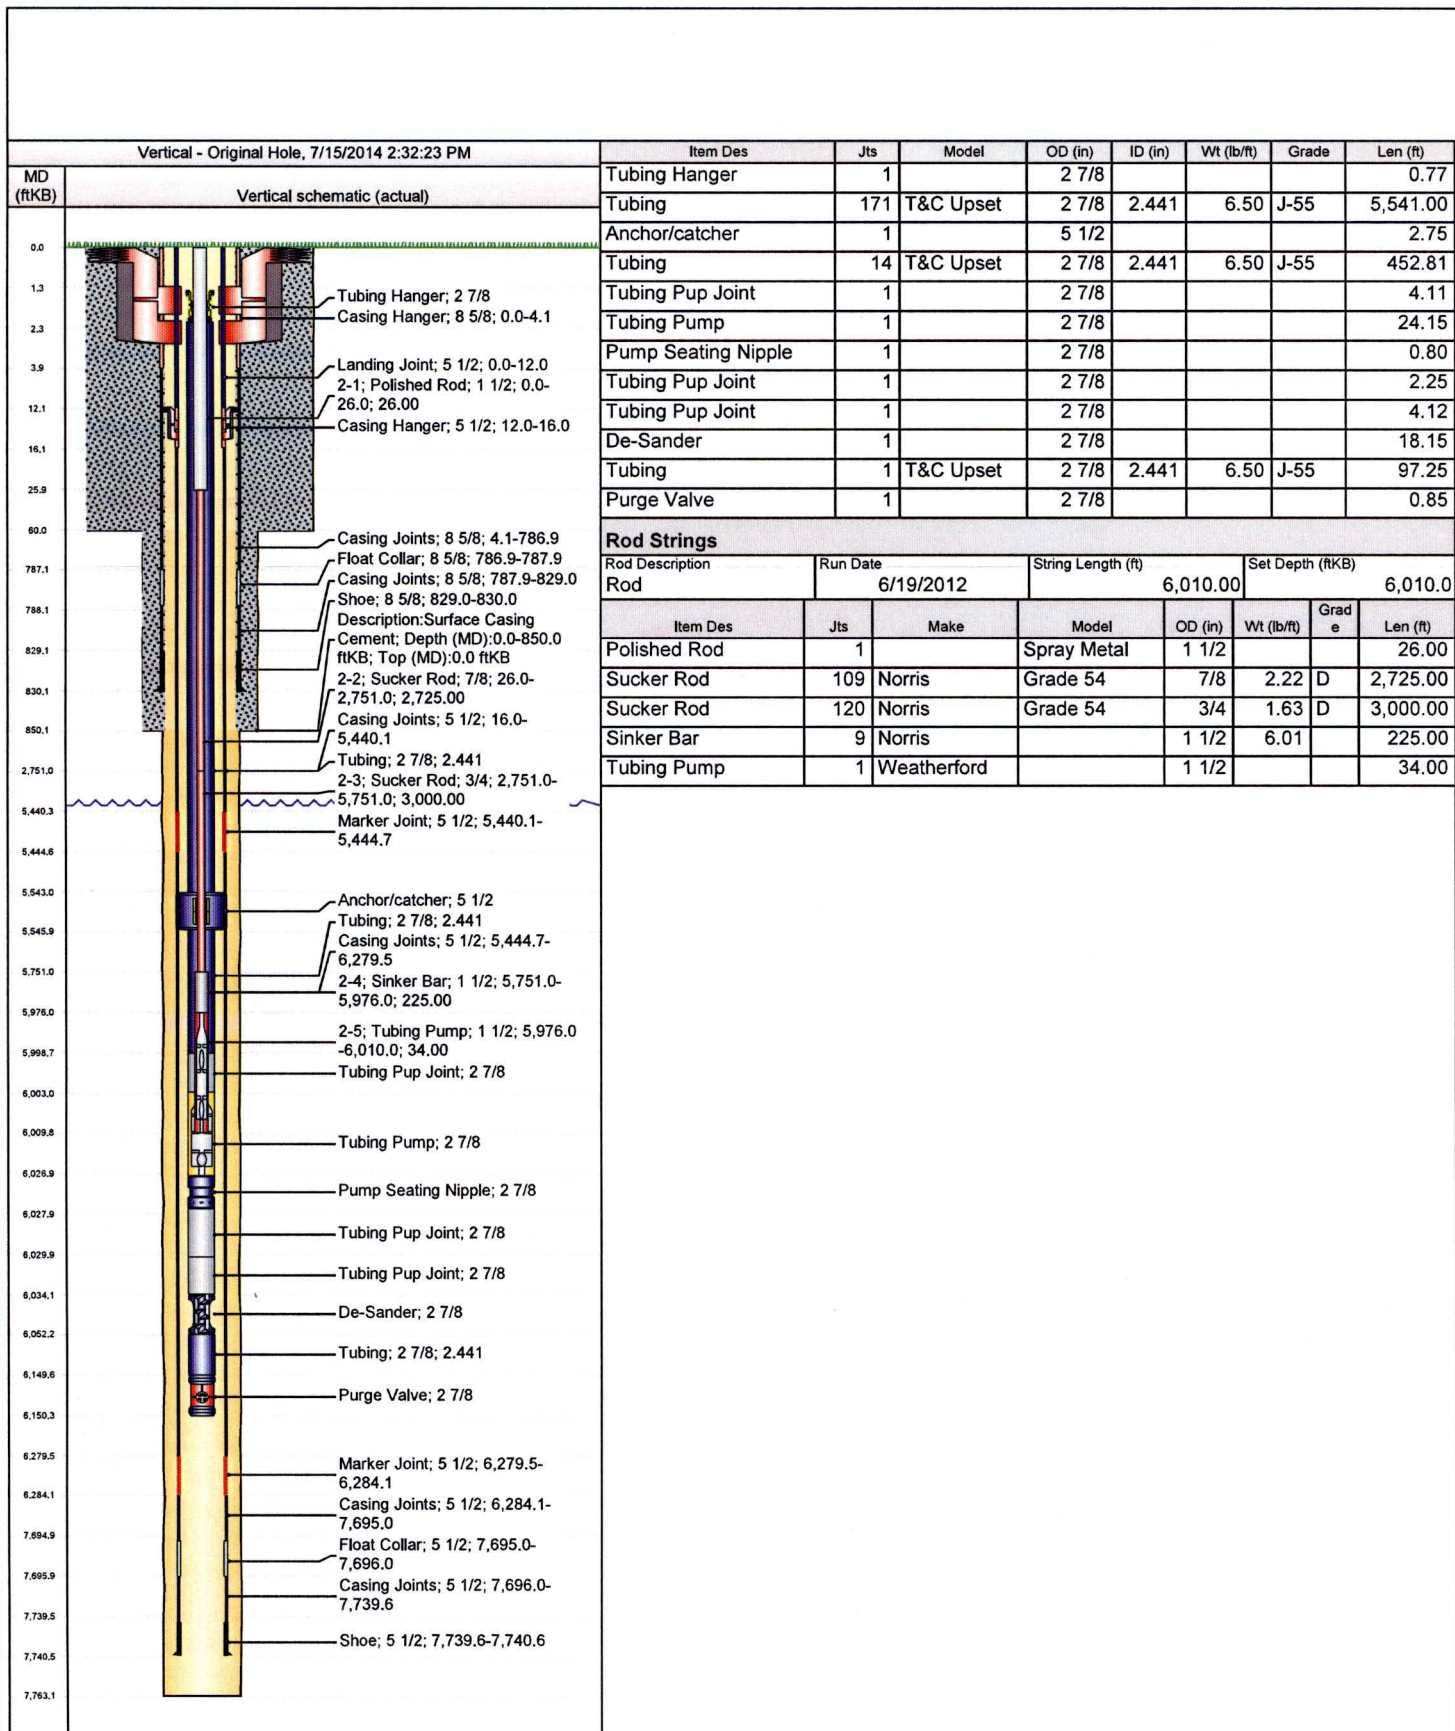 Vertical - Original Hole, 7/15/2014 2:32:23 PM
MD (ftKB)
Vertical schematic (actual)
0.0
1.3
2.3
3.9
12.1
16.1
25.9
60.0
787.1
788.1
829.1
830.1
850.1
2,751.0
5,440.3
5,444.6
5,543.0
5,545.9
5,751.0
5,976.0
5,998.7
6,003.0
6,009.8
6,026.9
6,027.9
6,029.9
6,034.1
6,052.2
6,149.6
6,150.3
6,279.5
6,284.1
7,694.9
7,695.9
7,739.5
7,740.5
7,763.1
Tubing Hanger; 2 7/8
Casing Hanger; 8 5/8; 0.0-4.1
Landing Joint; 5 1/2; 0.0-12.0
2-1; Polished Rod; 1 1/2; 0.0-
26.0; 26.00
Casing Hanger; 5 1/2; 12.0-16.0
Casing Joints; 8 5/8; 4.1-786.9
Float Collar; 8 5/8; 786.9-787.9
Casing Joints; 8 5/8; 787.9-829.0
Shoe; 8 5/8; 829.0-830.0
Description:Surface Casing
Cement; Depth (MD):0.0-850.0
ftKB; Top (MD):0.0 ftKB
2-2; Sucker Rod; 7/8; 26.0-
2,751.0; 2,725.00
Casing Joints; 5 1/2; 16.0-
5,440.1
Tubing; 2 7/8; 2.441
2-3; Sucker Rod; 3/4; 2,751.0-
5,751.0; 3,000.00
Marker Joint; 5 1/2; 5,440.1-
5,444.7
Anchor/catcher; 5 1/2
Tubing; 2 7/8; 2.441
Casing Joints; 5 1/2; 5,444.7-
6,279.5
2-4; Sinker Bar; 1 1/2; 5,751.0-
5,976.0; 225.00
2-5; Tubing Pump; 1 1/2; 5,976.0
-6,010.0; 34.00
Tubing Pup Joint; 2 7/8
Tubing Pump; 2 7/8
Pump Seating Nipple; 2 7/8
Tubing Pup Joint; 2 7/8
Tubing Pup Joint; 2 7/8
De-Sander; 2 7/8
Tubing; 2 7/8; 2.441
Purge Valve; 2 7/8
Marker Joint; 5 1/2; 6,279.5-
6,284.1
Casing Joints; 5 1/2; 6,284.1-
7,695.0
Float Collar; 5 1/2; 7,695.0-
7,696.0
Casing Joints; 5 1/2; 7,696.0-
7,739.6
Shoe; 5 1/2; 7,739.6-7,740.6
Item Des Jts Model OD (in) ID (in) Wt (lb/ft) Grade Len (ft)
Tubing Hanger 1 2 7/8 0.77
Tubing 171 T&C Upset 2 7/8 2.441 6.50 J-55 5,541.00
Anchor/catcher 1 5 1/2 2.75
Tubing 14 T&C Upset 2 7/8 2.441 6.50 J-55 452.81
Tubing Pup Joint 1 2 7/8 4.11
Tubing Pump 1 2 7/8 24.15
Pump Seating Nipple 1 2 7/8 0.80
Tubing Pup Joint 1 2 7/8 2.25
Tubing Pup Joint 1 2 7/8 4.12
De-Sander 1 2 7/8 18.15
Tubing 1 T&C Upset 2 7/8 2.441 6.50 J-55 97.25
Purge Valve 1 2 7/8 0.85
Rod Strings
Rod Description Run Date String Length (ft) Set Depth (ftKB)
Rod 6/19/2012 6,010.00 6,010.0
Item Des Jts Make Model OD (in) Wt (lb/ft) Grad e Len (ft)
Polished Rod 1 Spray Metal 1 1/2 26.00
Sucker Rod 109 Norris Grade 54 7/8 2.22 D 2,725.00
Sucker Rod 120 Norris Grade 54 3/4 1.63 D 3,000.00
Sinker Bar 9 Norris 1 1/2 6.01 225.00
Tubing Pump 1 Weatherford 1 1/2 34.00